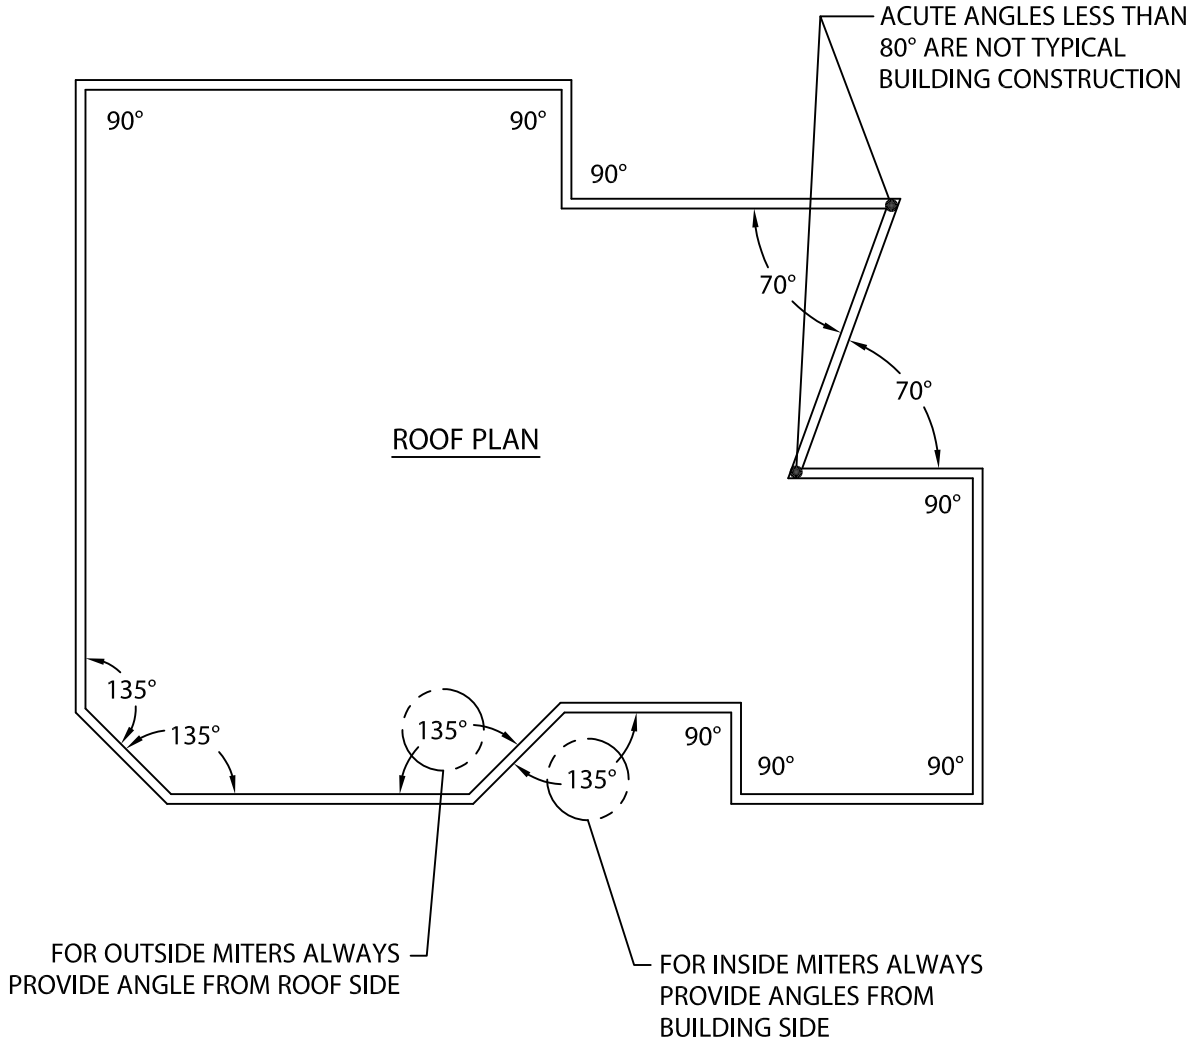 ACUTE ANGLES LESS THAN
80° ARE NOT TYPICAL
BUILDING CONSTRUCTION
90°
90°
90°
70°
70°
ROOF PLAN
90°
135°
135°
135°
90°
90°
90°
135°
FOR OUTSIDE MITERS ALWAYS
PROVIDE ANGLE FROM ROOF SIDE
FOR INSIDE MITERS ALWAYS
PROVIDE ANGLES FROM
BUILDING SIDE